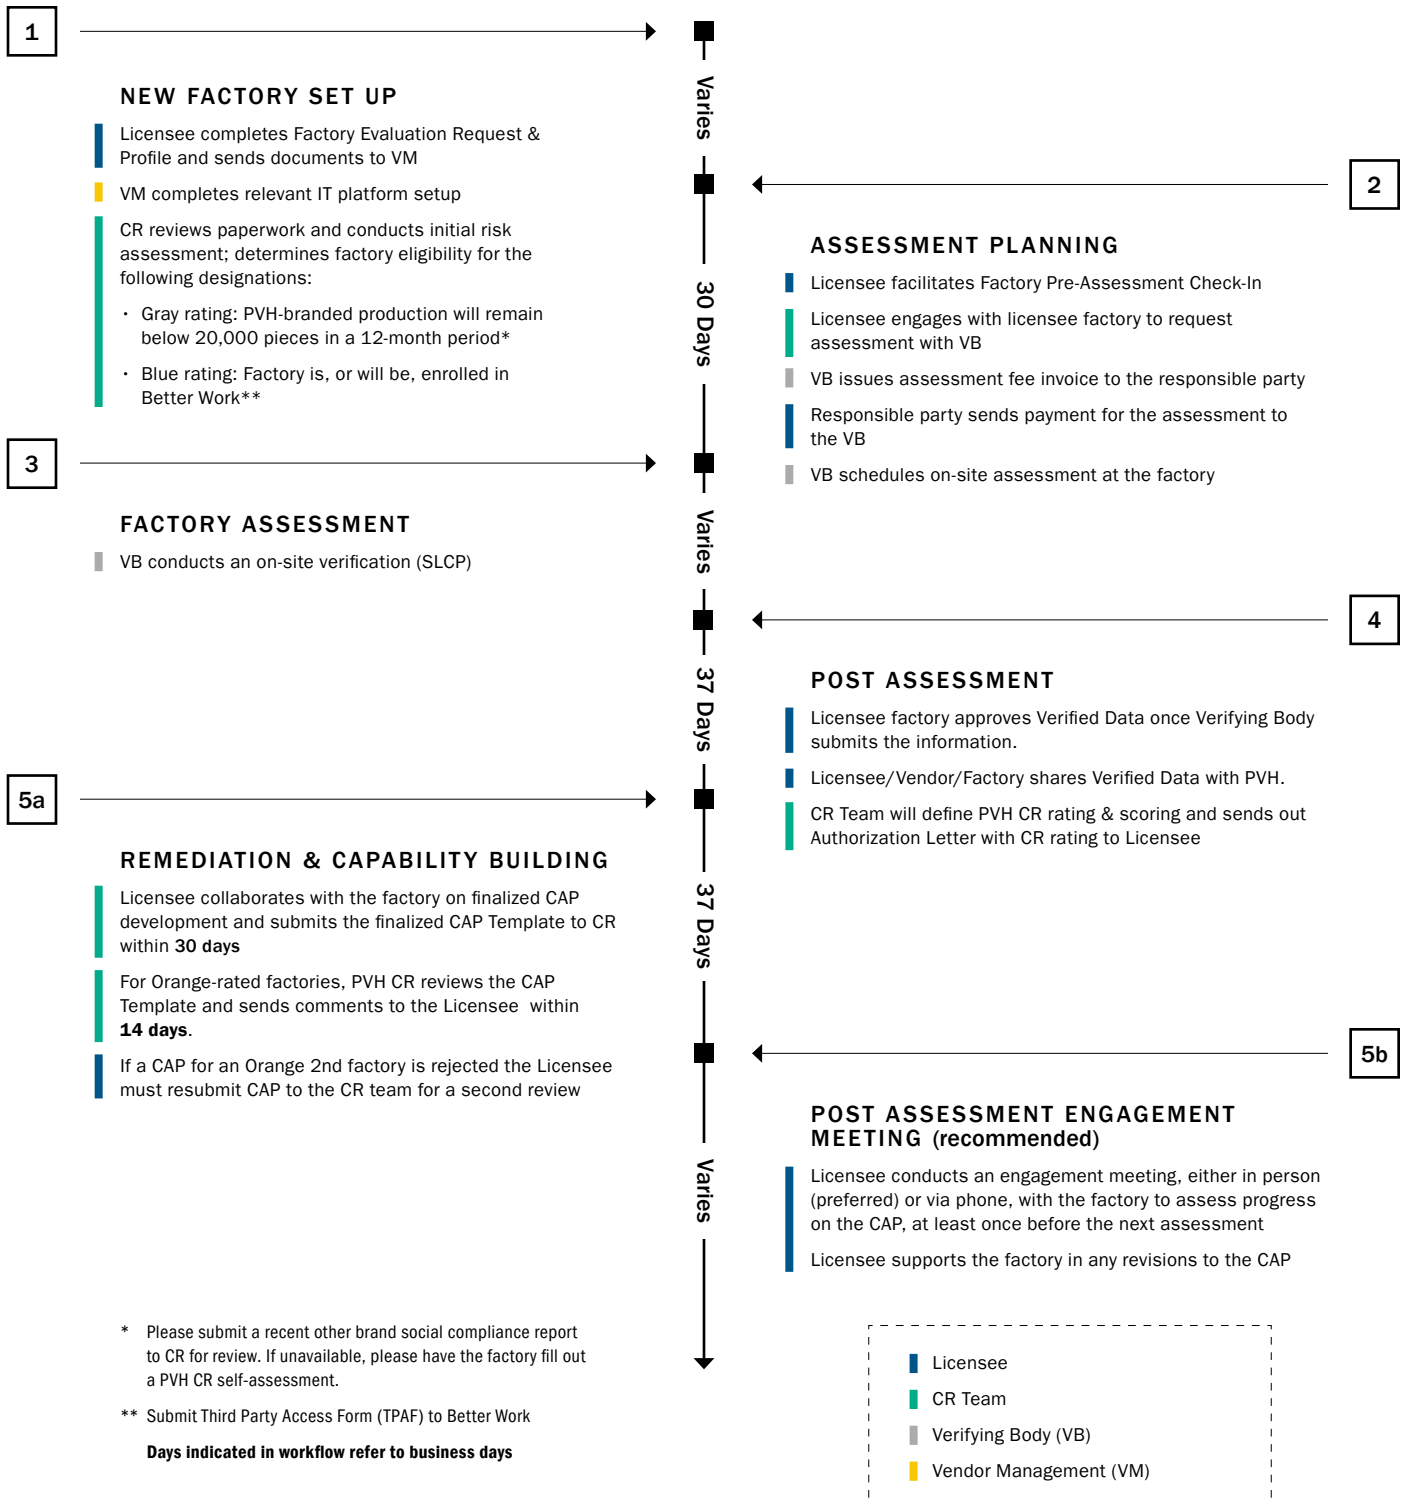 1
NEW FACTORY SET UP
Licensee completes Factory Evaluation Request &
Profile and sends documents to VM
VM completes relevant IT platform setup
CR reviews paperwork and conducts initial risk
assessment; determines factory eligibility for the
following designations:
· Gray rating: PVH-branded production will remain
below 20,000 pieces in a 12-month period*
· Blue rating: Factory is, or will be, enrolled in
Better Work**
Varies
2
ASSESSMENT PLANNING
Licensee facilitates Factory Pre-Assessment Check-In
Licensee engages with licensee factory to request
assessment with VB
VB issues assessment fee invoice to the responsible party
Responsible party sends payment for the assessment to
the VB
VB schedules on-site assessment at the factory
30 Days
3
FACTORY ASSESSMENT
VB conducts an on-site verification (SLCP)
Varies
4
POST ASSESSMENT
Licensee factory approves Verified Data once Verifying Body
submits the information.
Licensee/Vendor/Factory shares Verified Data with PVH.
CR Team will define PVH CR rating & scoring and sends out
Authorization Letter with CR rating to Licensee
37 Days
5a
REMEDIATION & CAPABILITY BUILDING
Licensee collaborates with the factory on finalized CAP
development and submits the finalized CAP Template to CR
within 30 days
For Orange-rated factories, PVH CR reviews the CAP
Template and sends comments to the Licensee within
14 days.
If a CAP for an Orange 2nd factory is rejected the Licensee
must resubmit CAP to the CR team for a second review
37 Days
5b
POST ASSESSMENT ENGAGEMENT
MEETING (recommended)
Licensee conducts an engagement meeting, either in person
(preferred) or via phone, with the factory to assess progress
on the CAP, at least once before the next assessment
Licensee supports the factory in any revisions to the CAP
Varies
* Please submit a recent other brand social compliance report
to CR for review. If unavailable, please have the factory fill out
a PVH CR self-assessment.
** Submit Third Party Access Form (TPAF) to Better Work
Days indicated in workflow refer to business days
Licensee
CR Team
Verifying Body (VB)
Vendor Management (VM)